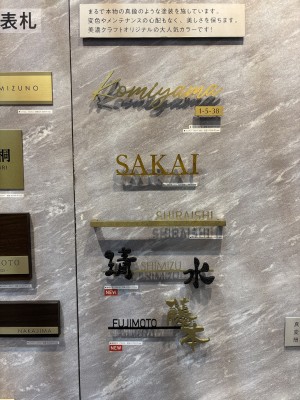 表札
まるで本物の真鍮のような塗装を施しています。
変色やメンテナンスの心配もなく、美しさを保ちます。
美濃クラフトオリジナルの大人気カラーです!
MIZUNO
Komiyama
1-5-36
SAKAI
桐
SHIRAISHI
清水
SHIMIZU
NEW
藤本
FUJIMOTO
NEW
NAKAJIMA